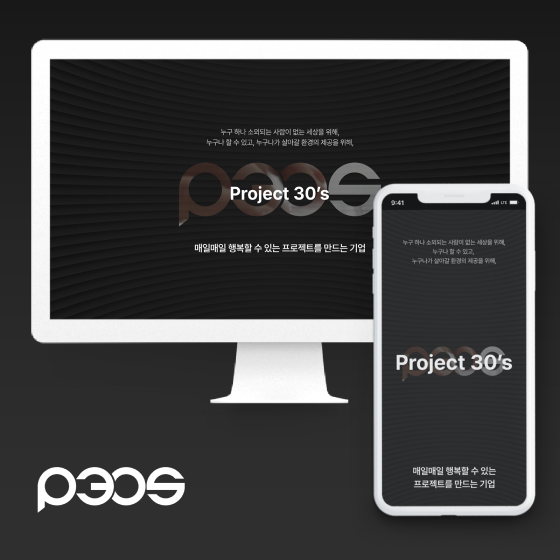 누구 하나 소외되는 사람이 없는 세상을 위해,
누구나 할 수 있고, 누구나가 살아갈 환경의 제공을 위해,
Project 30's
매일매일 행복할 수 있는 프로젝트를 만드는 기업
9:41
LTE
누구 하나 소외되는 사람이 없는 세상을 위해,
누구나 할 수 있고,
누구나가 살아갈 환경의 제공을 위해,
Project 30's
매일매일 행복할 수 있는
프로젝트를 만드는 기업